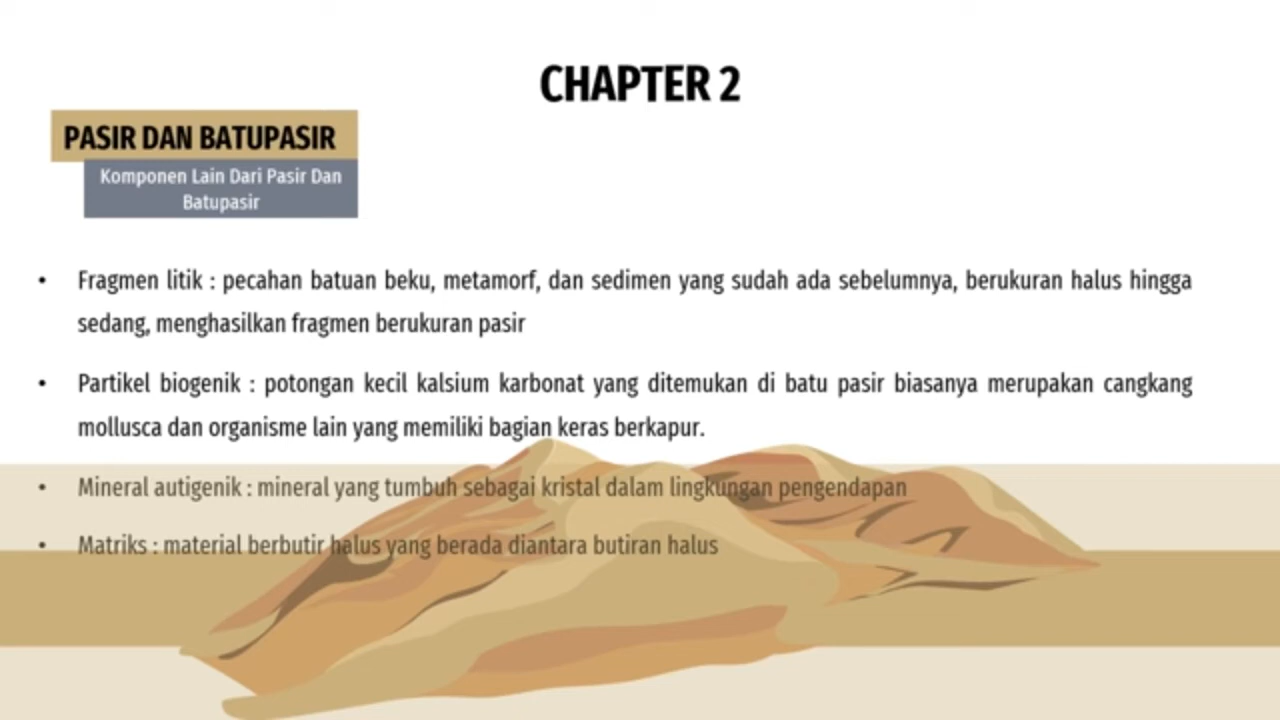 CHAPTER 2
PASIR DAN BATUPASIR
Komponen Lain Dari Pasir Dan
Batupasir
• Fragmen litik : pecahan batuan beku, metamorf, dan sedimen yang sudah ada sebelumnya, berukuran halus hingga
sedang, menghasilkan fragmen berukuran pasir
• Partikel biogenik : potongan kecil kalsium karbonat yang ditemukan di batu pasir biasanya merupakan cangkang
mollusca dan organisme lain yang memiliki bagian keras berkapur.
• Mineral autigenik : mineral yang tumbuh sebagai kristal dalam lingkungan pengendapan
• Matriks : material berbutir halus yang berada diantara butiran halus